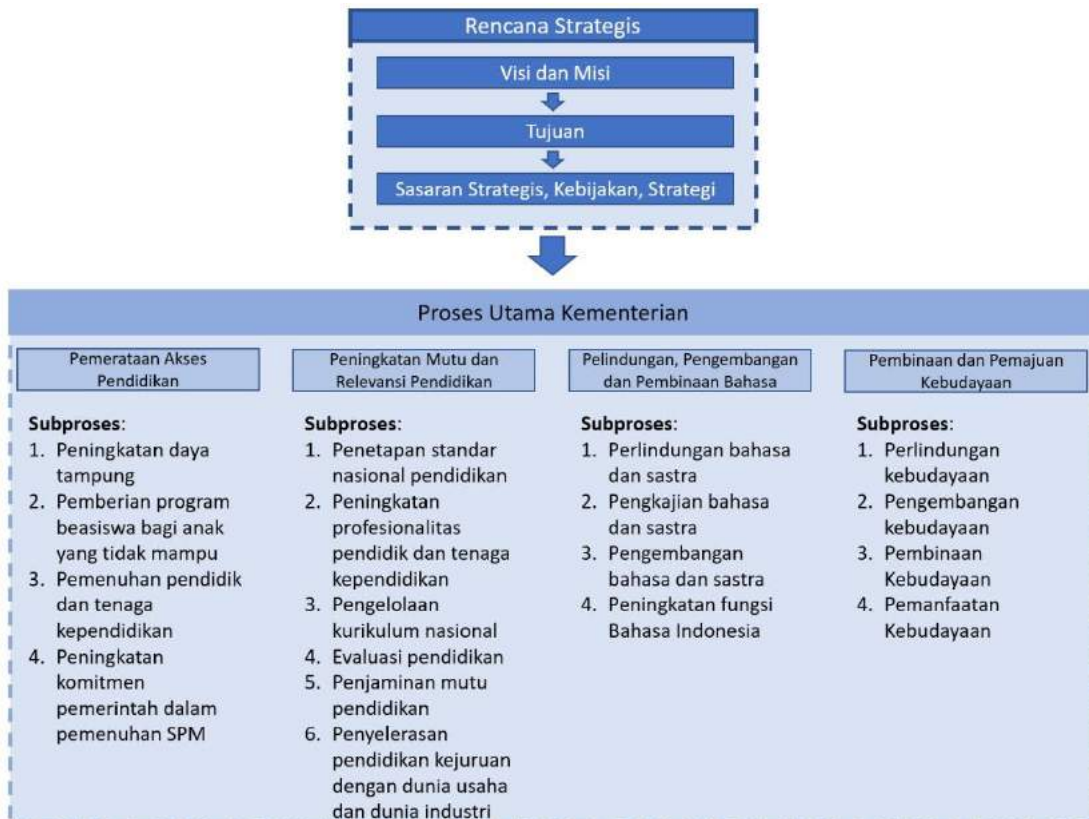 Rencana Strategis
Visi dan Misi
Tujuan
Sasaran Strategis, Kebijakan, Strategi
Proses Utama Kementerian
Pemerataan Akses
Pendidikan
Subproses:
1. Peningkatan daya
tampung
2. Pemberian program
beasiswa bagi anak
yang tidak mampu
3. Pemenuhan pendidik
dan tenaga
kependidikan
4. Peningkatan
komitmen
pemerintah dalam
pemenuhan SPM
Peningkatan Mutu dan
Relevansi Pendidikan
Subproses:
1. Penetapan standar
nasional pendidikan
2. Peningkatan
profesionalitas
pendidik dan tenaga
kependidikan
3. Pengelolaan
kurikulum nasional
4. Evaluasi pendidikan
5. Penjaminan mutu
pendidikan
6. Penyelerasan
pendidikan kejuruan
dengan dunia usaha
dan dunia industri
Pelindungan, Pengembangan
dan Pembinaan Bahasa
Subproses:
1. Perlindungan bahasa
dan sastra
2. Pengkajian bahasa
dan sastra
3. Pengembangan
bahasa dan sastra
4. Peningkatan fungsi
Bahasa Indonesia
Pembinaan dan Pemajuan
Kebudayaan
Subproses:
1. Perlindungan
kebudayaan
2. Pengembangan
kebudayaan
3. Pembinaan
Kebudayaan
4. Pemanfaatan
Kebudayaan